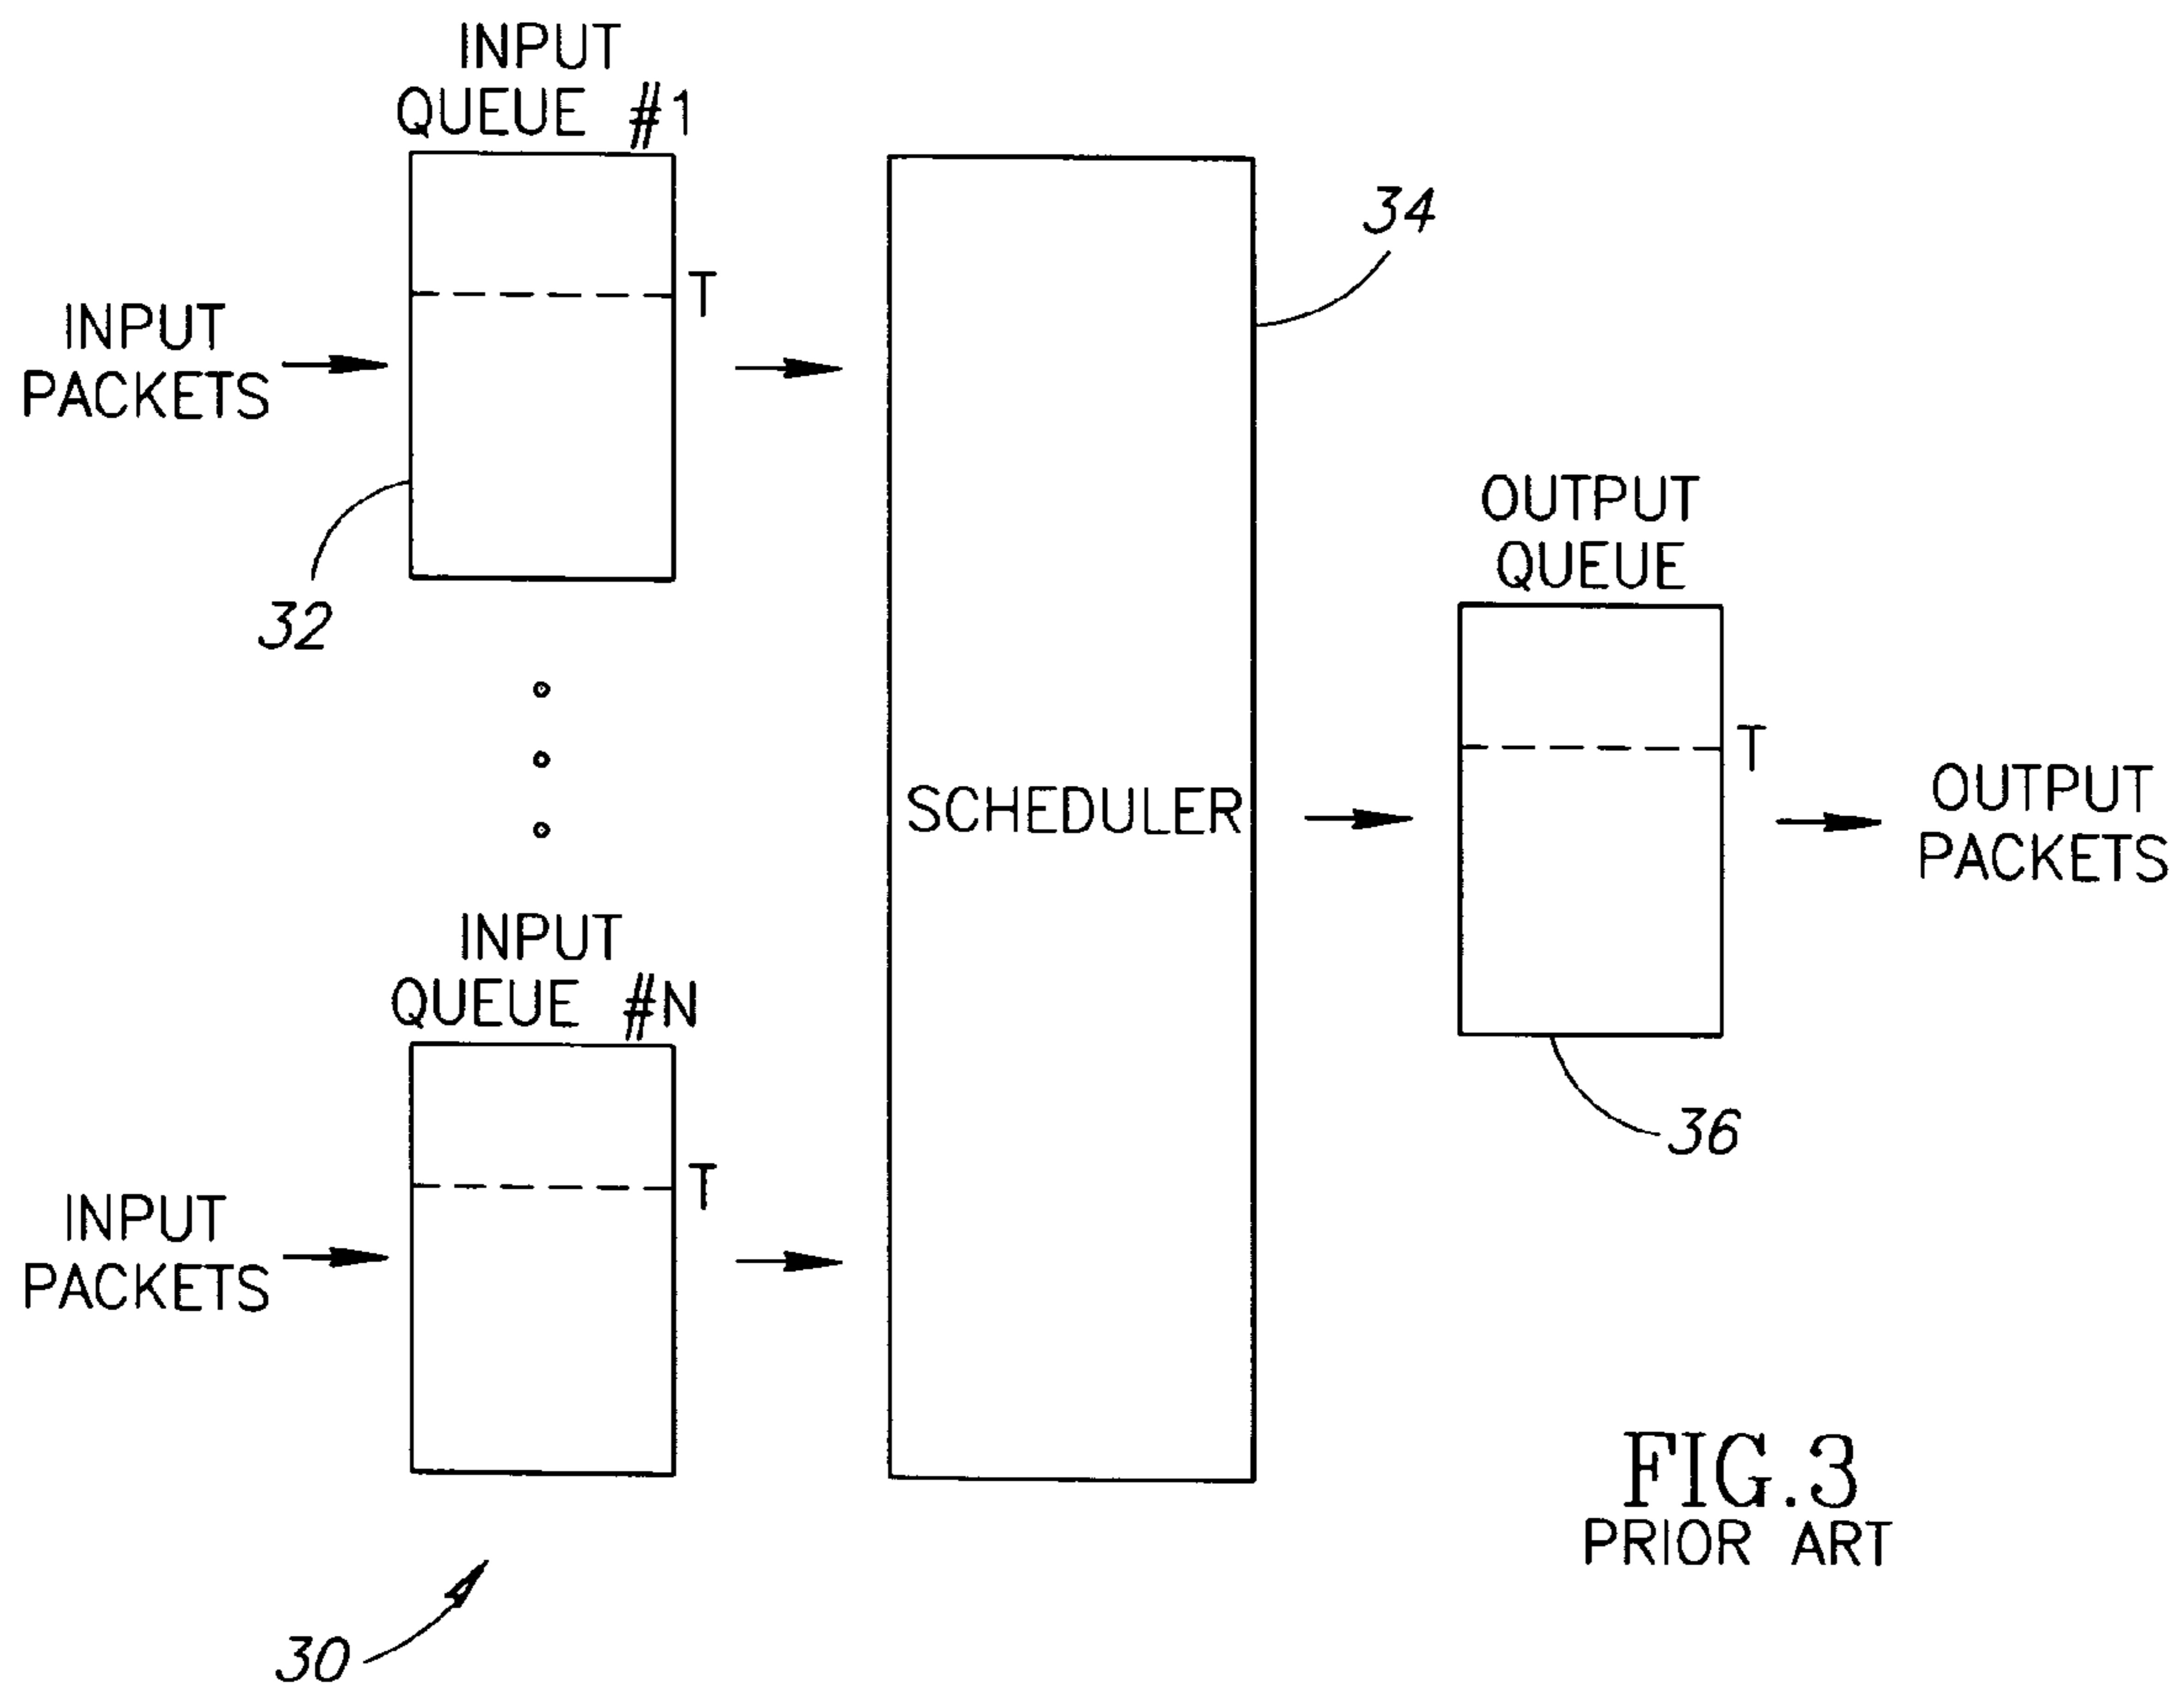 INPUT
QUEUE #1
34
T
INPUT
PACKETS
32
OUTPUT
QUEUE
T
SCHEDULER
OUTPUT
PACKETS
INPUT
QUEUE #N
36
T
INPUT
PACKETS
FIG.3
PRIOR ART
30